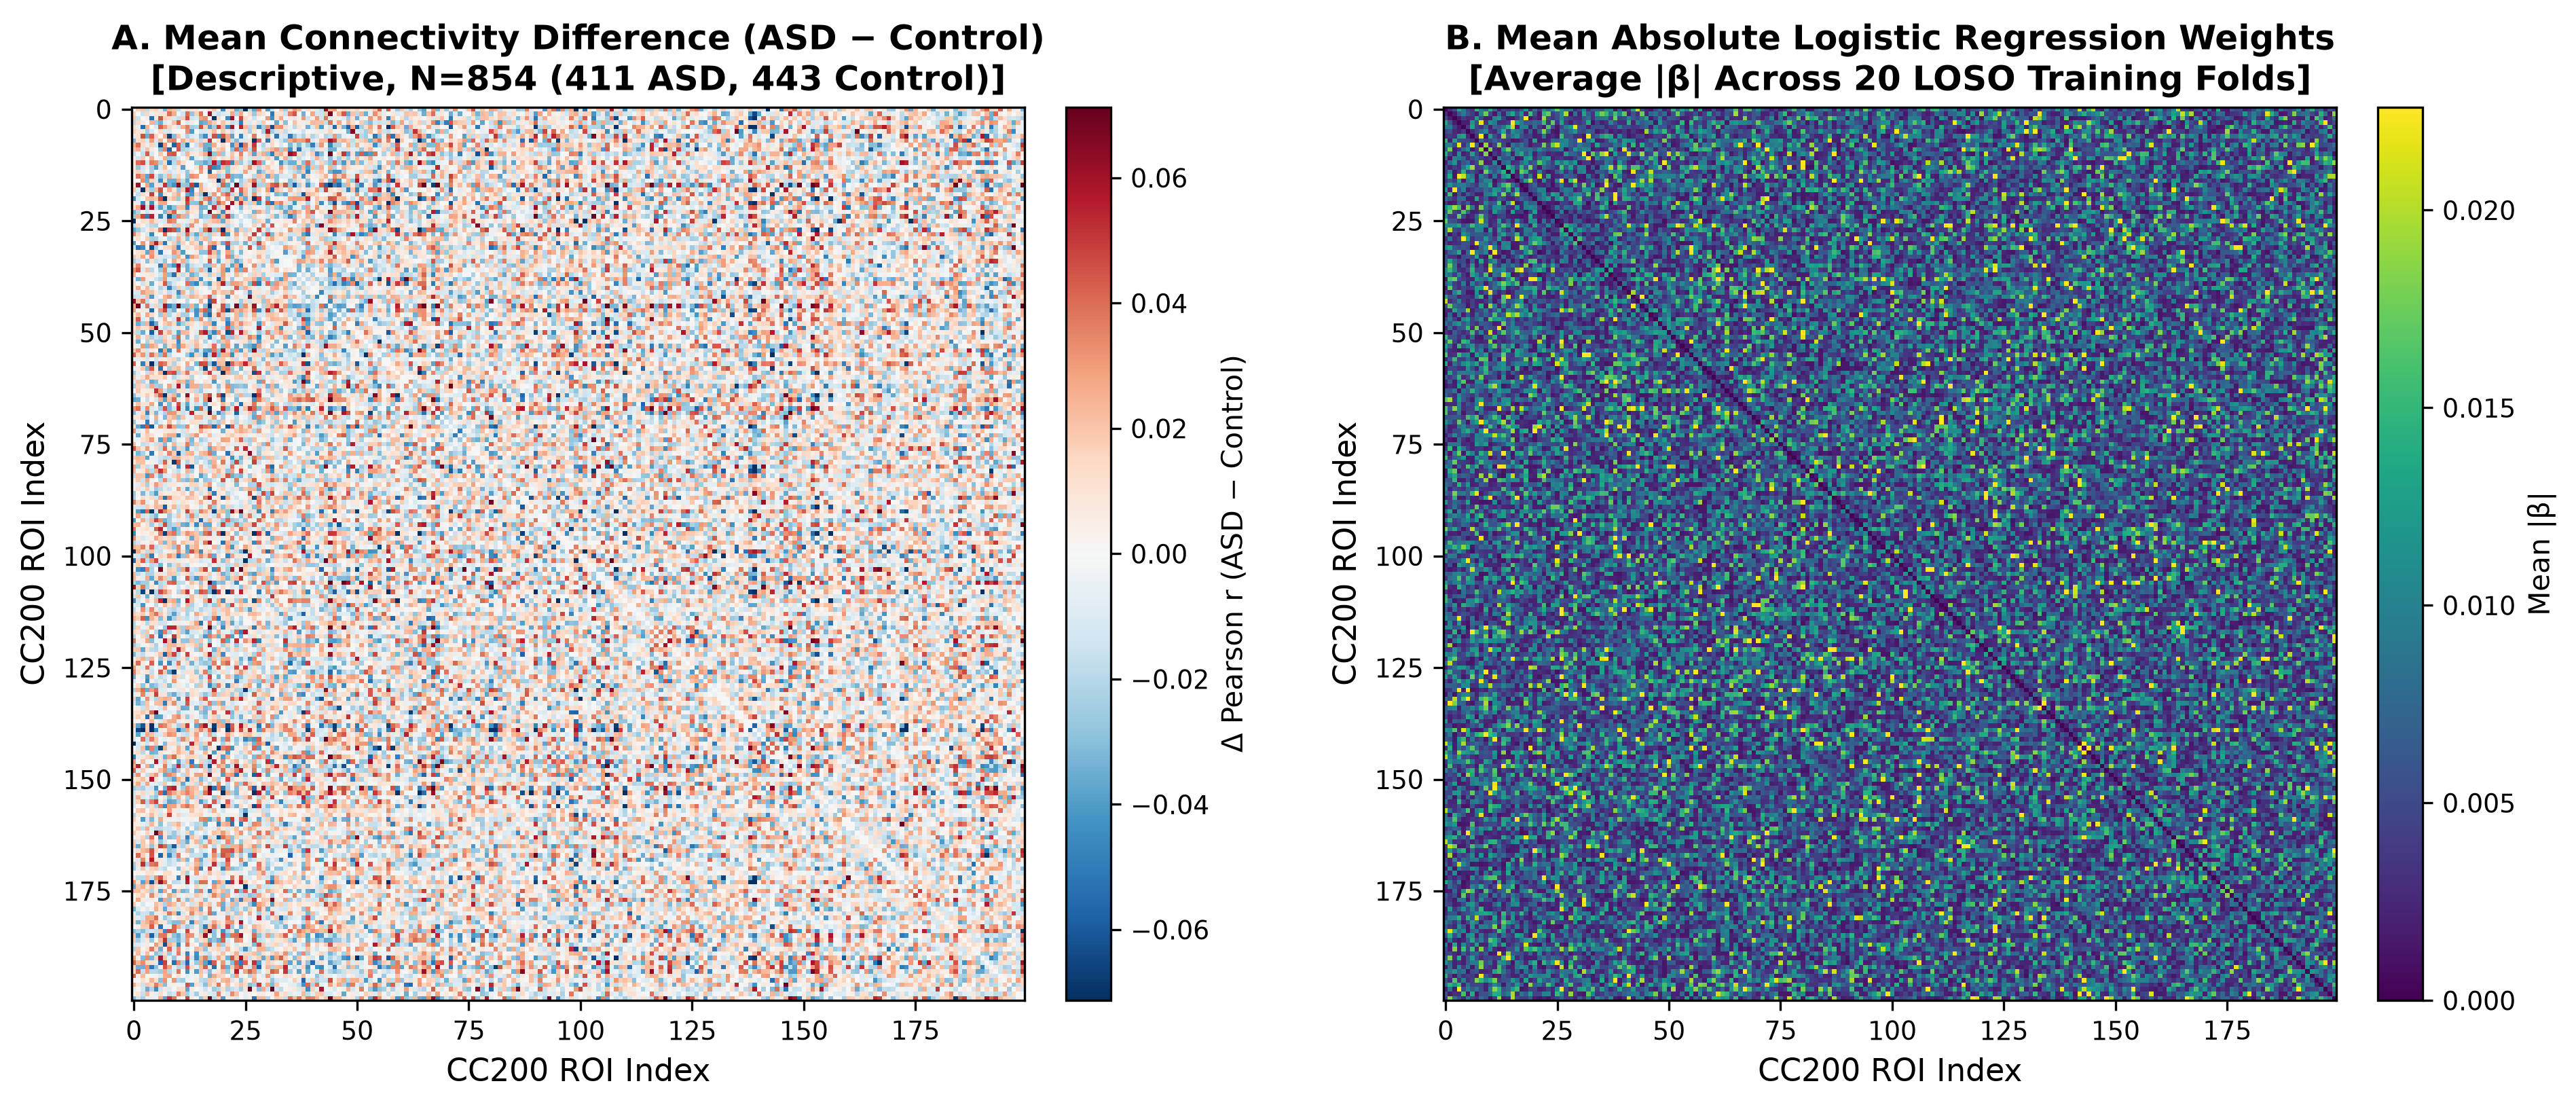 A. Mean Connectivity Difference (ASD − Control)
[Descriptive, N=854 (411 ASD, 443 Control)]
0
25
50
75
100
125
150
175
CC200 ROI Index
0 25 50 75 100 125 150 175
CC200 ROI Index
0.06
0.04
0.02
0.00
−0.02
−0.04
−0.06
Δ Pearson r (ASD − Control)
B. Mean Absolute Logistic Regression Weights
[Average |β| Across 20 LOSO Training Folds]
0
25
50
75
100
125
150
175
CC200 ROI Index
0 25 50 75 100 125 150 175
CC200 ROI Index
0.020
0.015
0.010
0.005
0.000
Mean |β|